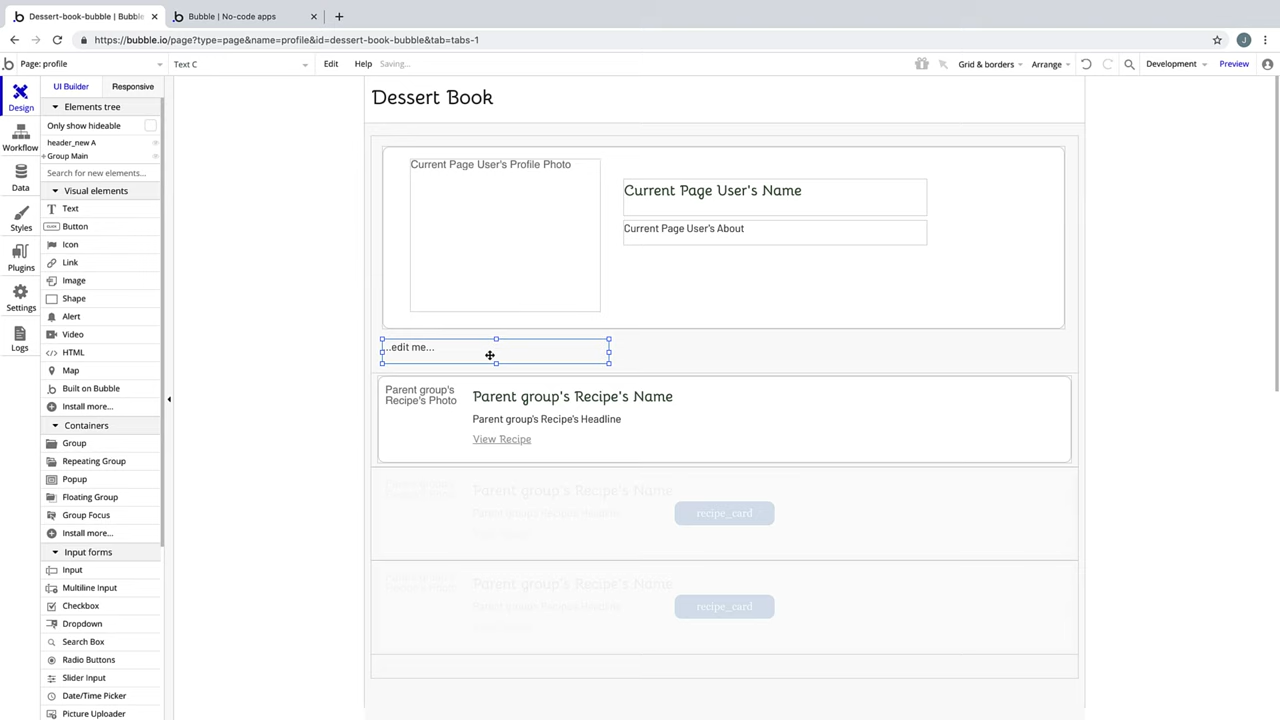 Dessert-book-bubble | Bubble
Bubble | No-code apps
https://bubble.io/page?type=page&name=profile&id=dessert-book-bubble&tab=tabs-1
J
Page: profile
Text C
Edit
Help
Saving...
Grid & borders
Arrange
Development
Preview
Design
Workflow
Data
Styles
Plugins
Settings
Logs
UI Builder
Responsive
Elements tree
Only show hideable
header_new A
Group Main
Search for new elements...
Visual elements
Text
Button
Icon
Link
Image
Shape
Alert
Video
HTML
Map
Built on Bubble
Install more...
Containers
Group
Repeating Group
Popup
Floating Group
Group Focus
Install more...
Input forms
Input
Multiline Input
Checkbox
Dropdown
Search Box
Radio Buttons
Slider Input
Date/Time Picker
Picture Uploader
Dessert Book
Current Page User's Profile Photo
Current Page User's Name
Current Page User's About
...edit me...
Parent group's
Recipe's Photo
Parent group's Recipe's Name
Parent group's Recipe's Headline
View Recipe
Parent group's Recipe's Name
Parent group's Recipe's Headline
recipe_card
Parent group's Recipe's Name
Parent group's Recipe's Headline
recipe_card